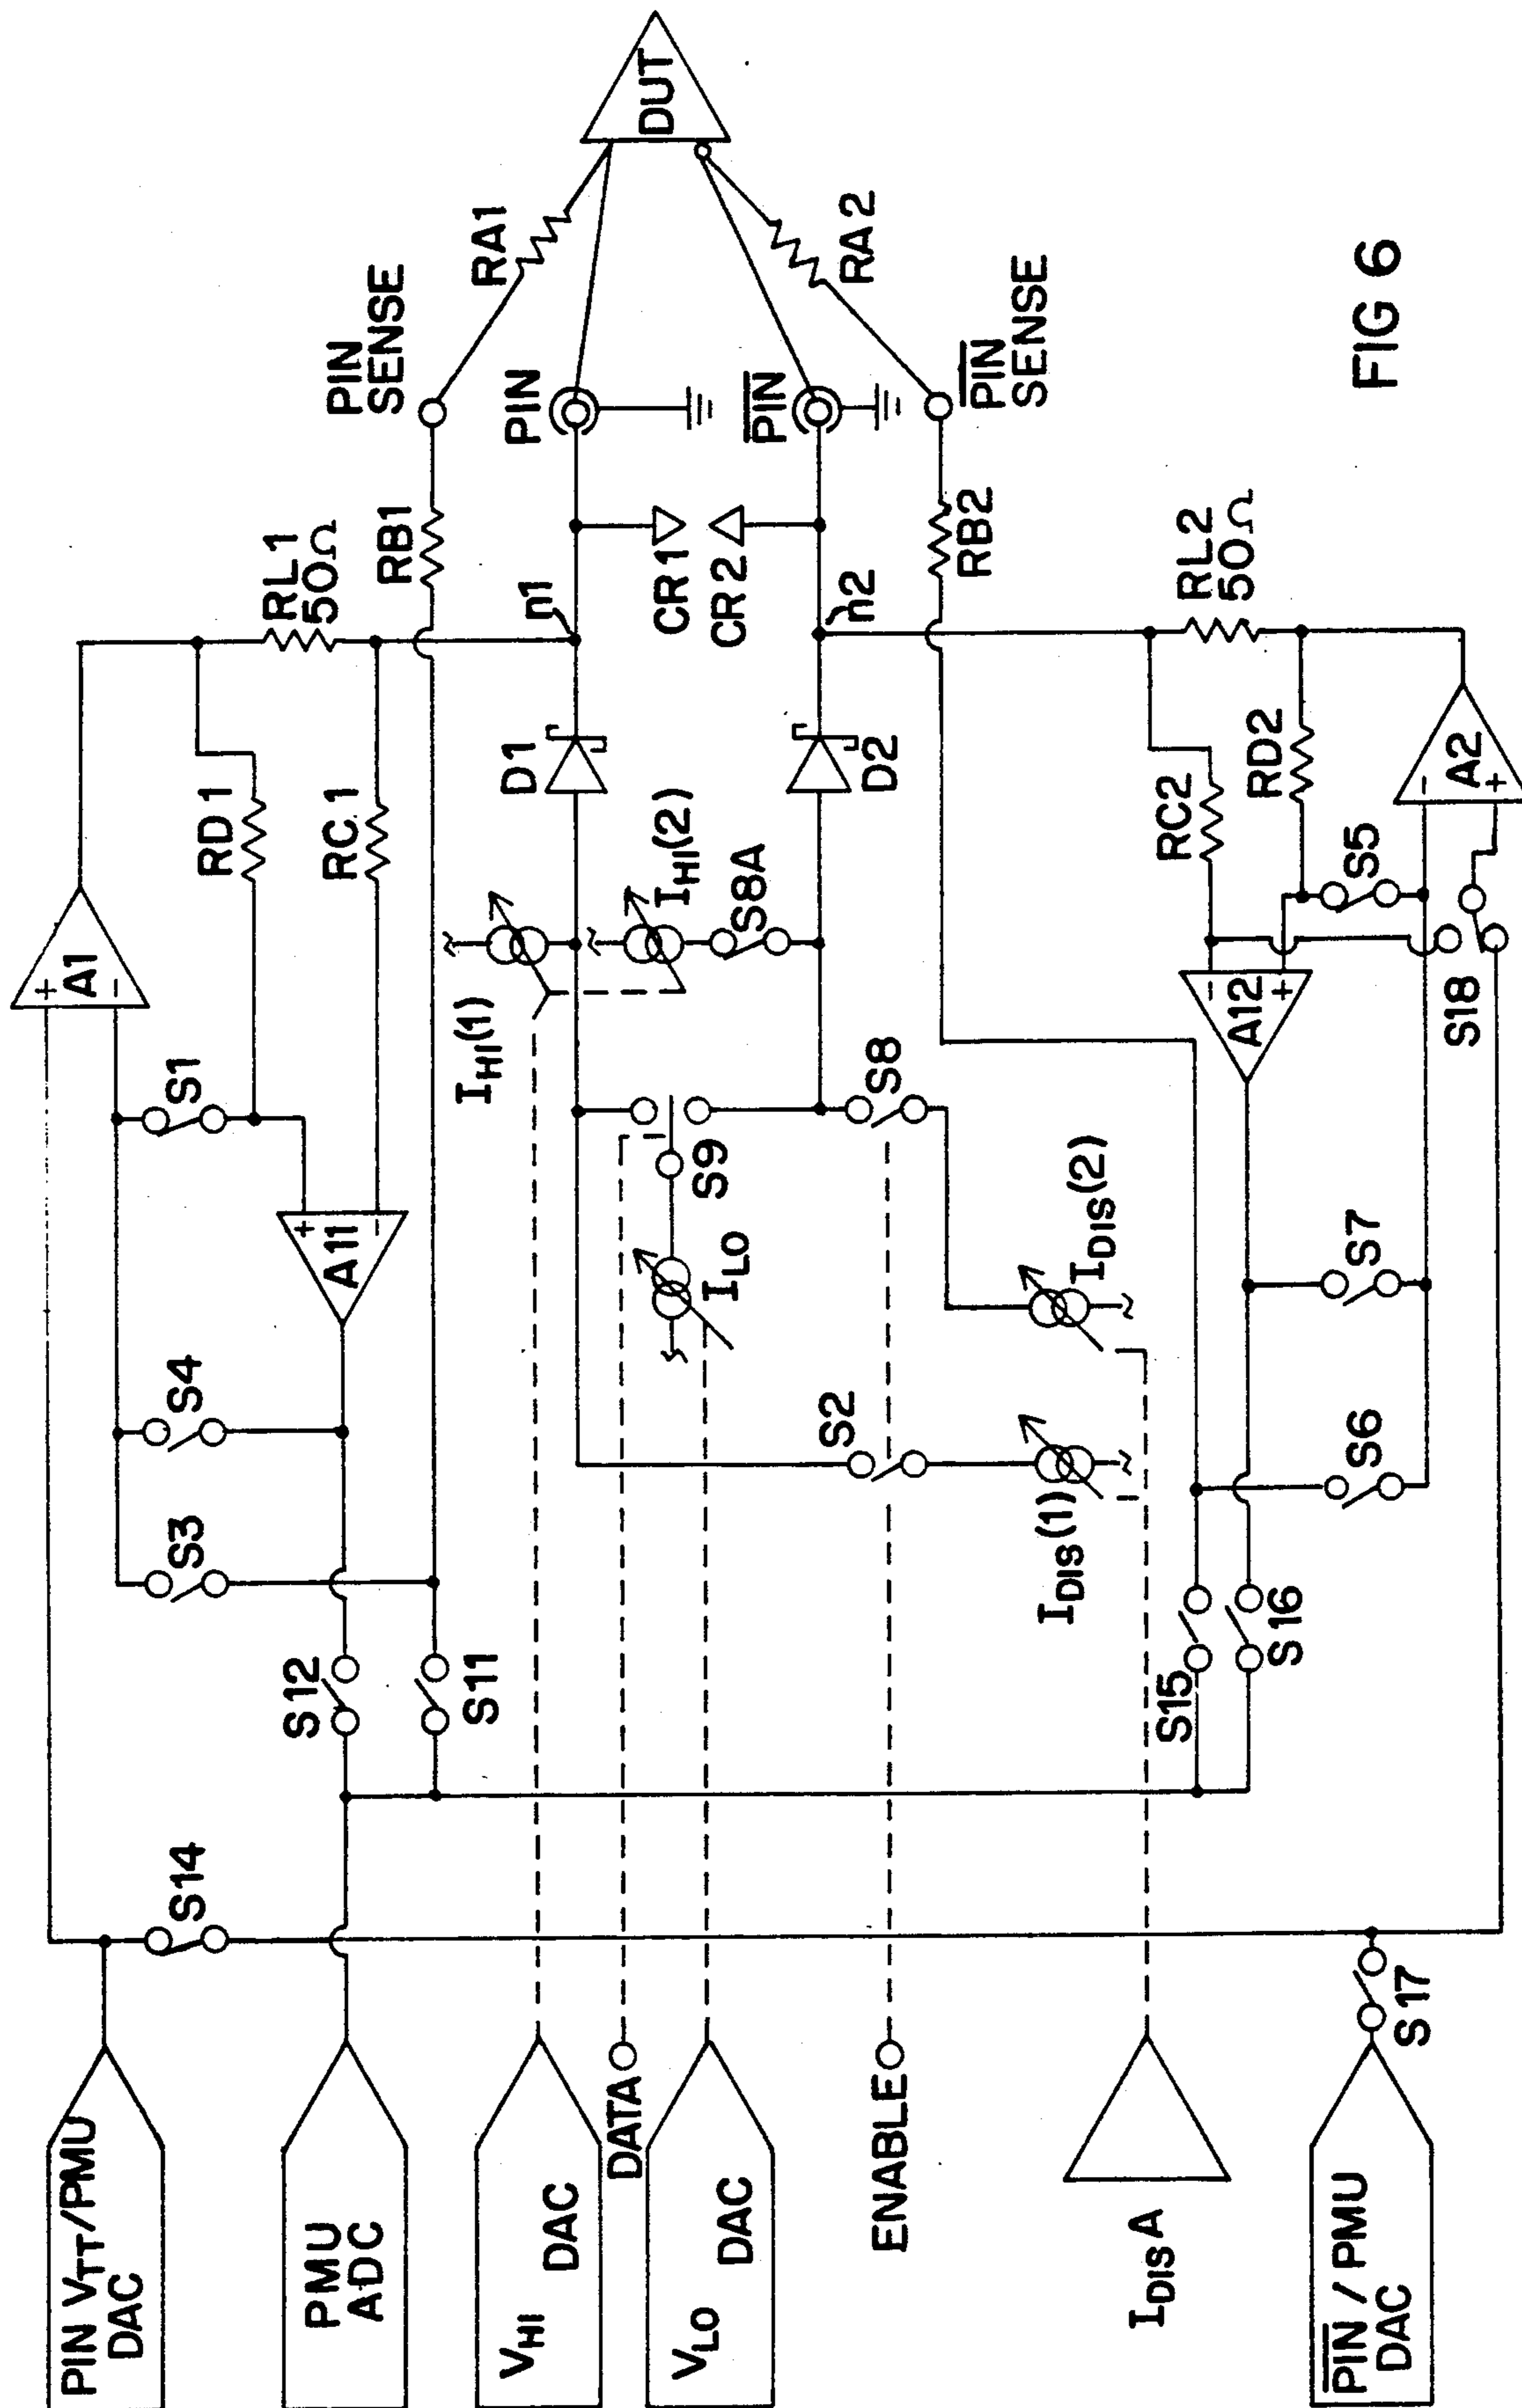 PIN VTT/PMU
DAC
PMU
ADC
VHI DAC
DATA
VLO DAC
ENABLE
IDIS A
PIN / PMU
DAC
S14
S17
S12
S11
S15
S16
S3
S4
S6
S7
S2
IDIS(1)
IDIS(2)
A11
+
-
S1
A1
+
-
IHI(1)
ILO
S9
S8
IHI(2)
S8A
A12
-
+
S18
S5
A2
-
+
RD1
RC1
D1
D2
RC2
RD2
RL1
50Ω
RB1
n1
CR1
CR2
n2
RB2
RL2
50Ω
PIN
SENSE
PIN
PIN
PIN
SENSE
RA1
RA2
DUT
FIG 6